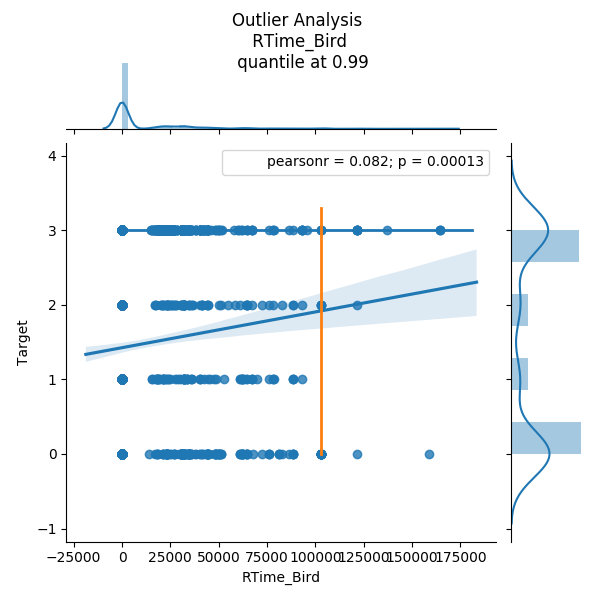 Outlier Analysis
RTime_Bird
quantile at 0.99
pearsonr = 0.082; p = 0.00013
4
3
2
1
0
−1
Target
−25000 0 25000 50000 75000 100000 125000 150000 175000
RTime_Bird